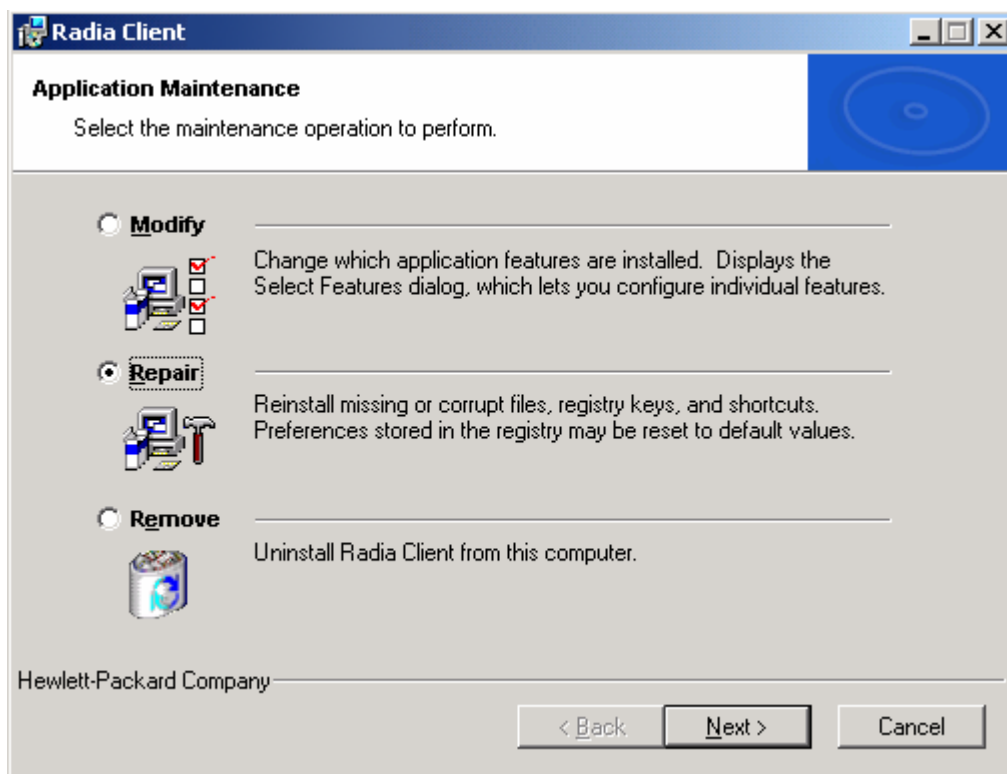 Radia Client
Application Maintenance
Select the maintenance operation to perform.
Modify
Change which application features are installed.  Displays the
Select Features dialog, which lets you configure individual features.
Repair
Reinstall missing or corrupt files, registry keys, and shortcuts.
Preferences stored in the registry may be reset to default values.
Remove
Uninstall Radia Client from this computer.
Hewlett-Packard Company
< Back
Next >
Cancel